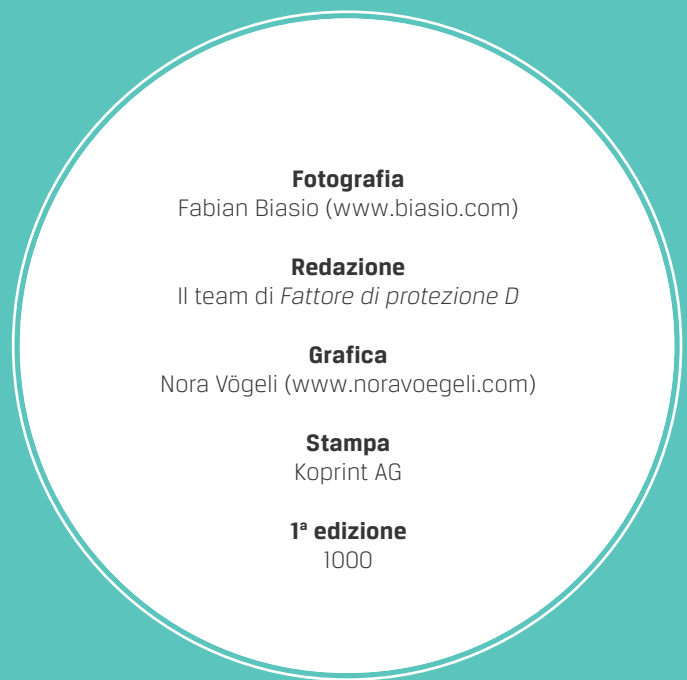 Fotografia
Fabian Biasio (www.biasio.com)
Redazione
Il team di Fattore di protezione D
Grafica
Nora Vögeli (www.noravoegeli.com)
Stampa
Koprint AG
1ª edizione
1000